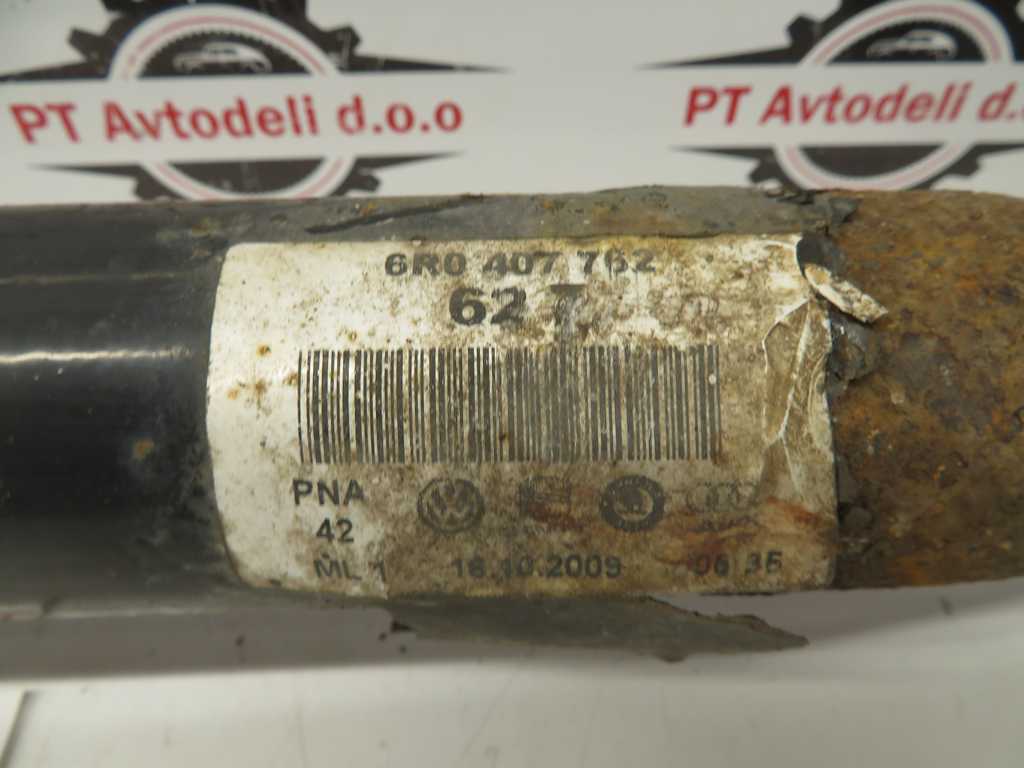 PT Avtodeli d.o.o
PT Avtodeli d.o
6R0 407 762
62
PNA
42
ML 1 16.10.2009 06 35